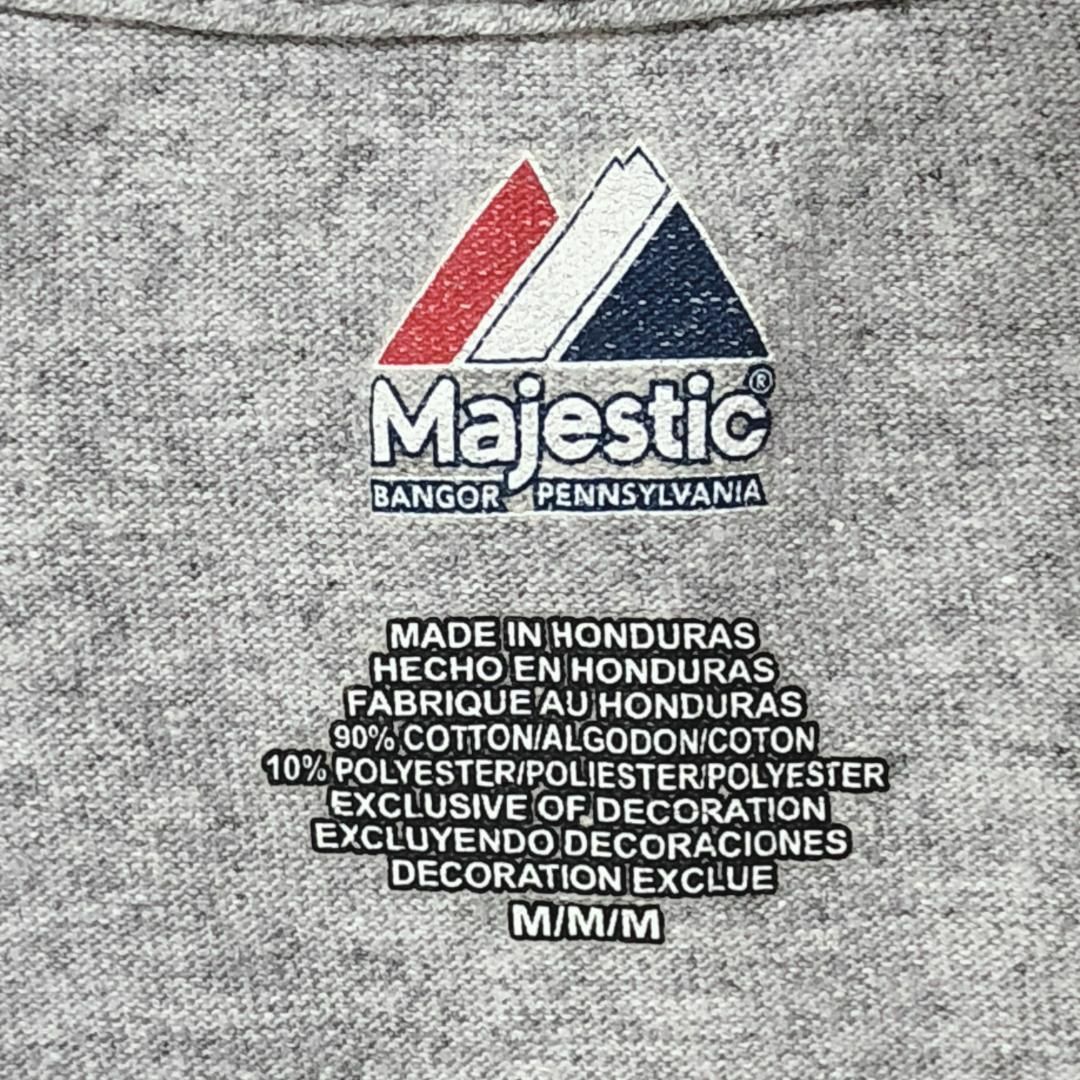 Majestic®
BANGOR PENNSYLVANIA
MADE IN HONDURAS
HECHO EN HONDURAS
FABRIQUE AU HONDURAS
90% COTTON/ALGODON/COTON
10% POLYESTER/POLIESTER/POLYESTER
EXCLUSIVE OF DECORATION
EXCLUYENDO DECORACIONES
DECORATION EXCLUE
M/M/M